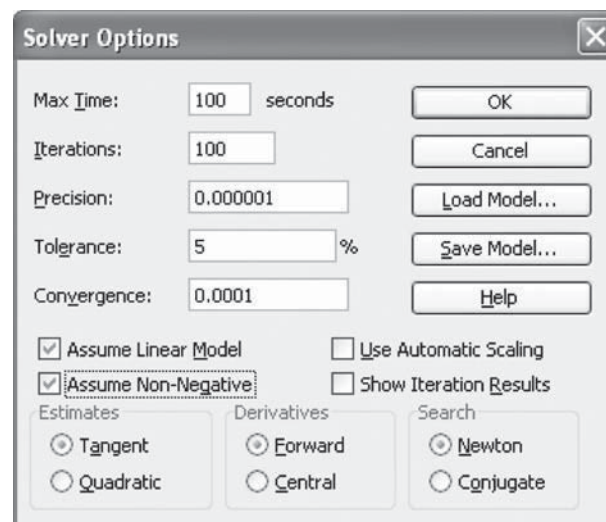 Solver Options
Max Time: 100 seconds
OK
Iterations: 100
Cancel
Precision: 0.000001
Load Model...
Tolerance: 5 %
Save Model...
Convergence: 0.0001
Help
Assume Linear Model
Use Automatic Scaling
Assume Non-Negative
Show Iteration Results
Estimates
Derivatives
Search
Tangent
Forward
Newton
Quadratic
Central
Conjugate